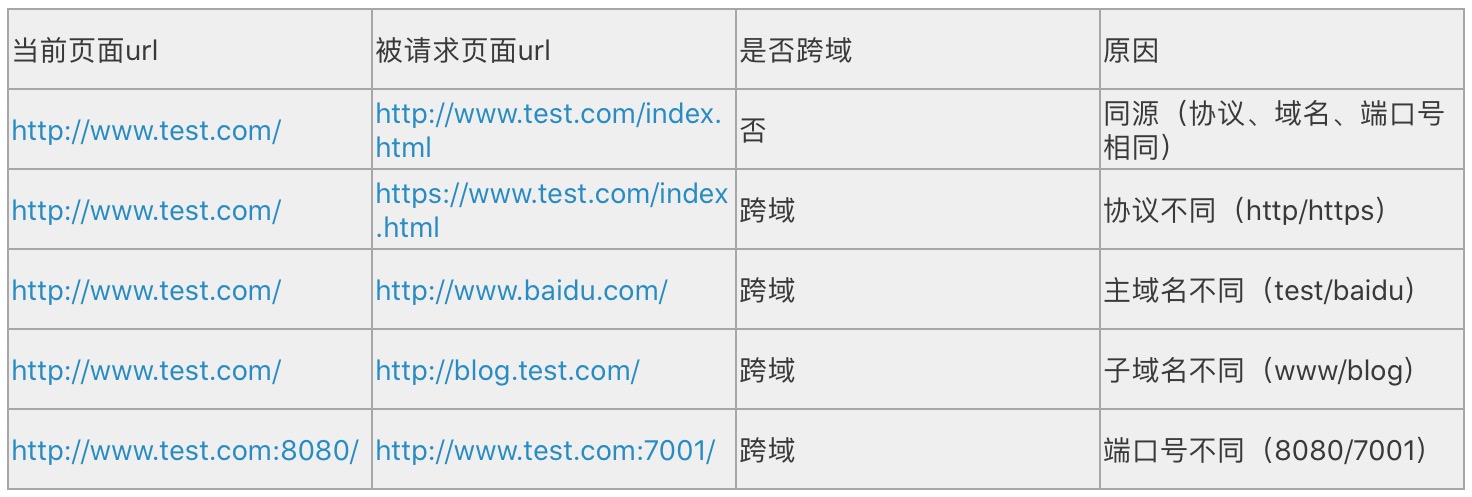 当前页面url
被请求页面url
是否跨域
原因
http://www.test.com/
http://www.test.com/index.
html
否
同源（协议、域名、端口号
相同）
http://www.test.com/
https://www.test.com/index
.html
跨域
协议不同（http/https）
http://www.test.com/
http://www.baidu.com/
跨域
主域名不同（test/baidu）
http://www.test.com/
http://blog.test.com/
跨域
子域名不同（www/blog）
http://www.test.com:8080/
http://www.test.com:7001/
跨域
端口号不同（8080/7001）